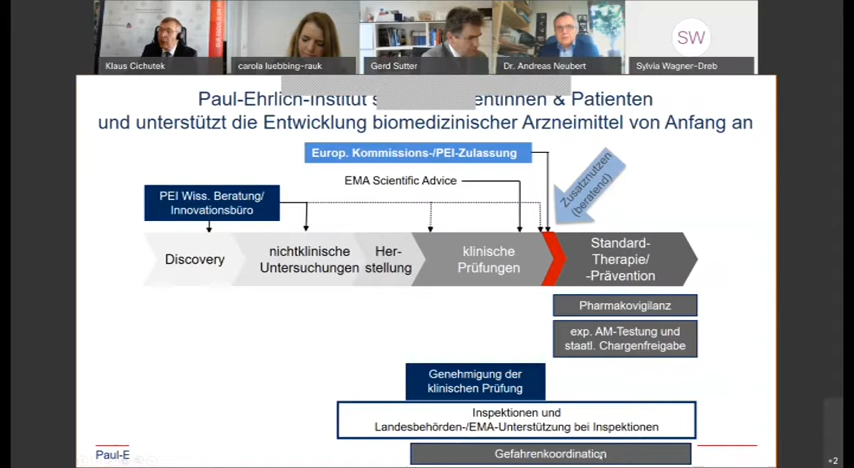 Klaus Cichutek
carola luebbing-rauk
Gerd Sutter
Dr. Andreas Neubert
SW
Sylvia Wagner-Dreb
Paul-Ehrlich-Institut & Patienten
und unterstützt die Entwicklung biomedizinischer Arzneimittel von Anfang an
Europ. Kommissions-/PEI-Zulassung
EMA Scientific Advice
Zusatznutzen
(beratend)
PEI Wiss. Beratung/
Innovationsbüro
Discovery
nichtklinische
Untersuchungen
Her-
stellung
klinische
Prüfungen
Standard-
Therapie/
-Prävention
Pharmakovigilanz
exp. AM-Testung und
staatl. Chargenfreigabe
Genehmigung der
klinischen Prüfung
Inspektionen und
Landesbehörden-/EMA-Unterstützung bei Inspektionen
Gefahrenkoordination
Paul-E
+2